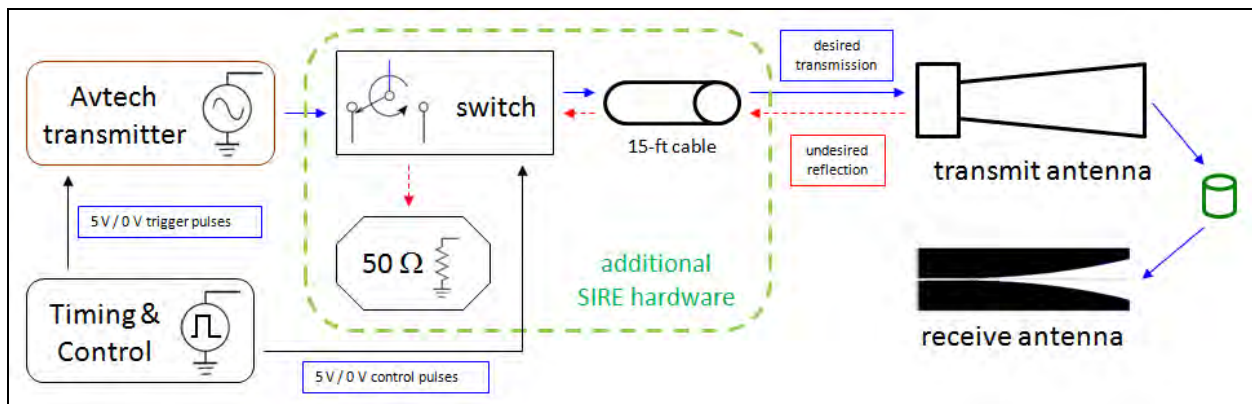 Avtech
transmitter
5 V / 0 V trigger pulses
Timing &
Control
switch
50 Ω
5 V / 0 V control pulses
15-ft cable
additional
SIRE hardware
desired
transmission
undesired
reflection
transmit antenna
receive antenna